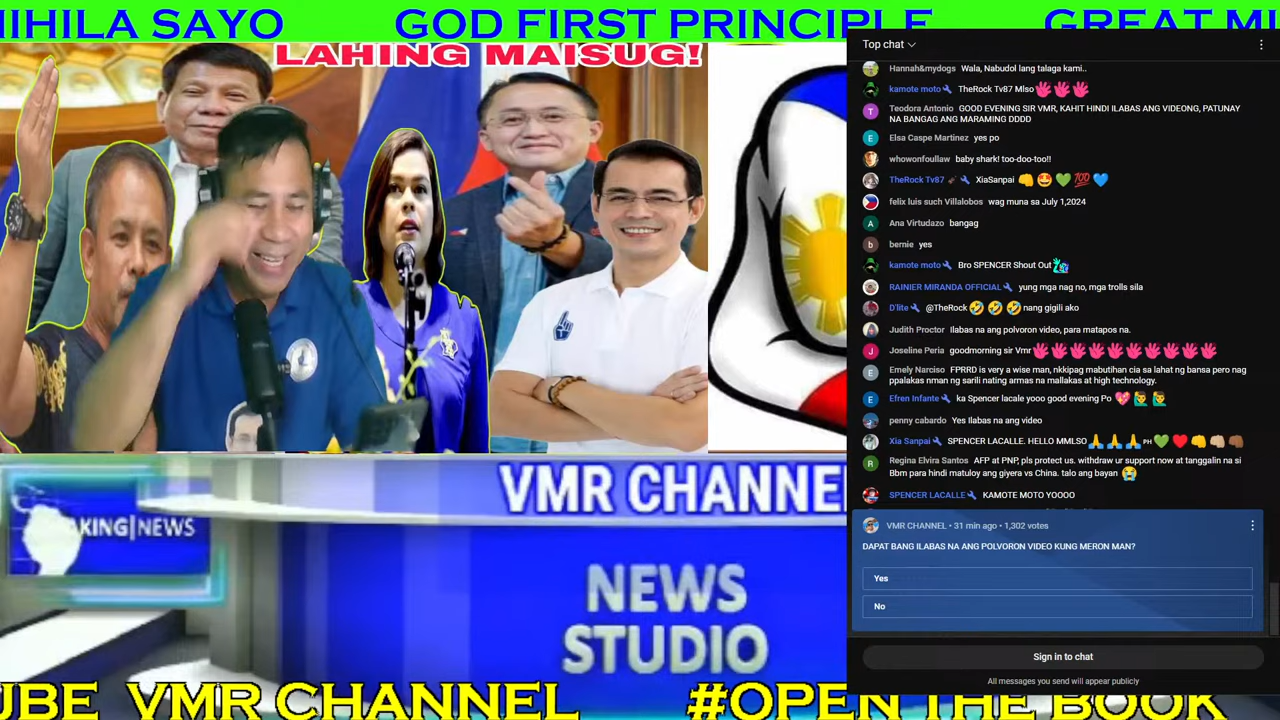 IHILA SAYO GOD FIRST PRINCIPLE GREAT MI
LAHING MAISUG!
VMR CHANNE
AKING|NEWS
NEWS
STUDIO
UBE VMR CHANNEL #OPEN THE BOOK
Top chat
Hannah&mydogs Wala, Nabudol lang talaga kami..
kamote moto TheRock Tv87 Mlso👋👋👋
Teodora Antonio GOOD EVENING SIR VMR, KAHIT HINDI ILABAS ANG VIDEONG, PATUNAY
NA BANGAG ANG MARAMING DDDD
Elsa Caspe Martinez yes po
whowonfoullaw baby shark! too-doo-too!!
TheRock Tv87 XiaSanpai 👊🤩💚💯💙
felix luis such Villalobos wag muna sa July 1,2024
Ana Virtudazo bangag
bernie yes
kamote moto Bro SPENCER Shout Out
RAINIER MIRANDA OFFICIAL yung mga nag no, mga trolls sila
D'lite @TheRock 🤣🤣🤣 nang gigili ako
Judith Proctor Ilabas na ang polvoron video, para matapos na.
Joseline Peria goodmorning sir Vmr👋👋👋👋👋👋👋👋👋👋
Emely Narciso FPRRD is very a wise man, nkkipag mabutihan cia sa lahat ng bansa pero nag
ppalakas nman ng sarili nating armas na mallakas at high technology.
Efren Infante ka Spencer lacale yooo good evening Po 💖🙋‍♂️🙋‍♂️
penny cabardo Yes Ilabas na ang video
Xia Sanpai SPENCER LACALLE. HELLO MMLSO🙏🙏🙏PH💚❤️👊👊🏼👊🏾
Regina Elvira Santos AFP at PNP, pls protect us. withdraw ur support now at tanggalin na si
Bbm para hindi matuloy ang giyera vs China. talo ang bayan 😭
SPENCER LACALLE KAMOTE MOTO YOOOO
VMR CHANNEL • 31 min ago • 1,302 votes
DAPAT BANG ILABAS NA ANG POLVORON VIDEO KUNG MERON MAN?
Yes
No
Sign in to chat
All messages you send will appear publicly